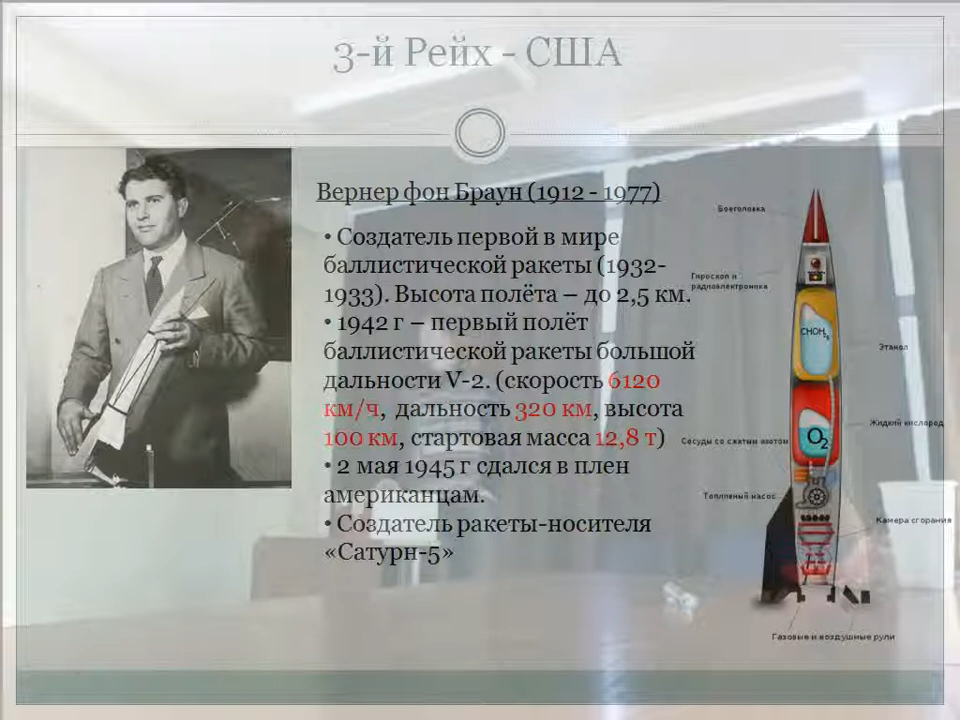 3-й Рейх - США
Вернер фон Браун (1912 - 1977)
• Создатель первой в мире
баллистической ракеты (1932-
1933). Высота полёта – до 2,5 км.
• 1942 г – первый полёт
баллистической ракеты большой
дальности V-2. (скорость 6120
км/ч, дальность 320 км, высота
100 км, стартовая масса 12,8 т)
• 2 мая 1945 г сдался в плен
американцам.
• Создатель ракеты-носителя
«Сатурн-5»
Боеголовка
Гироскоп и
радиоэлектроника
Этанол
Жидкий кислород
O2
Сосуды со сжатым азотом
Топливный насос
Камера сгорания
Газовые и воздушные рули